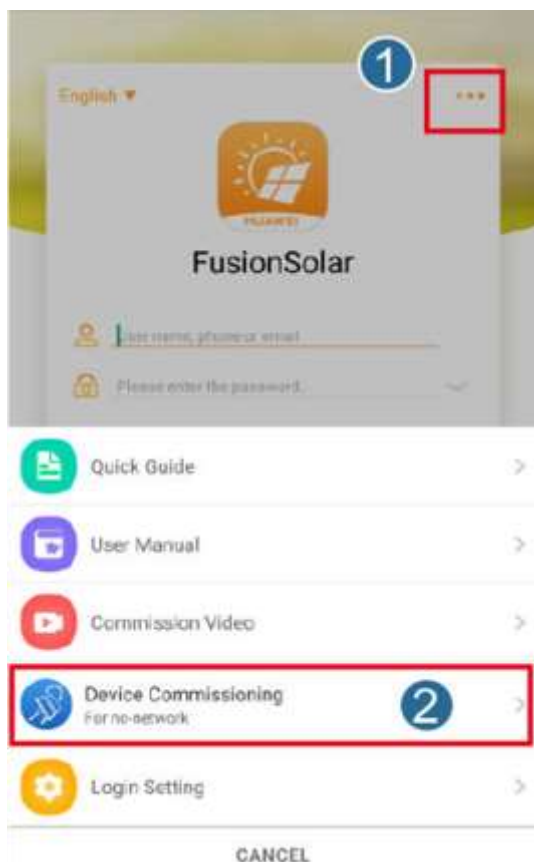 1
English ▼
•••
HUAWEI
FusionSolar
User name, phone or email
Please enter the password.
Quick Guide
User Manual
Commission Video
Device Commissioning
For no-network
2
Login Setting
CANCEL